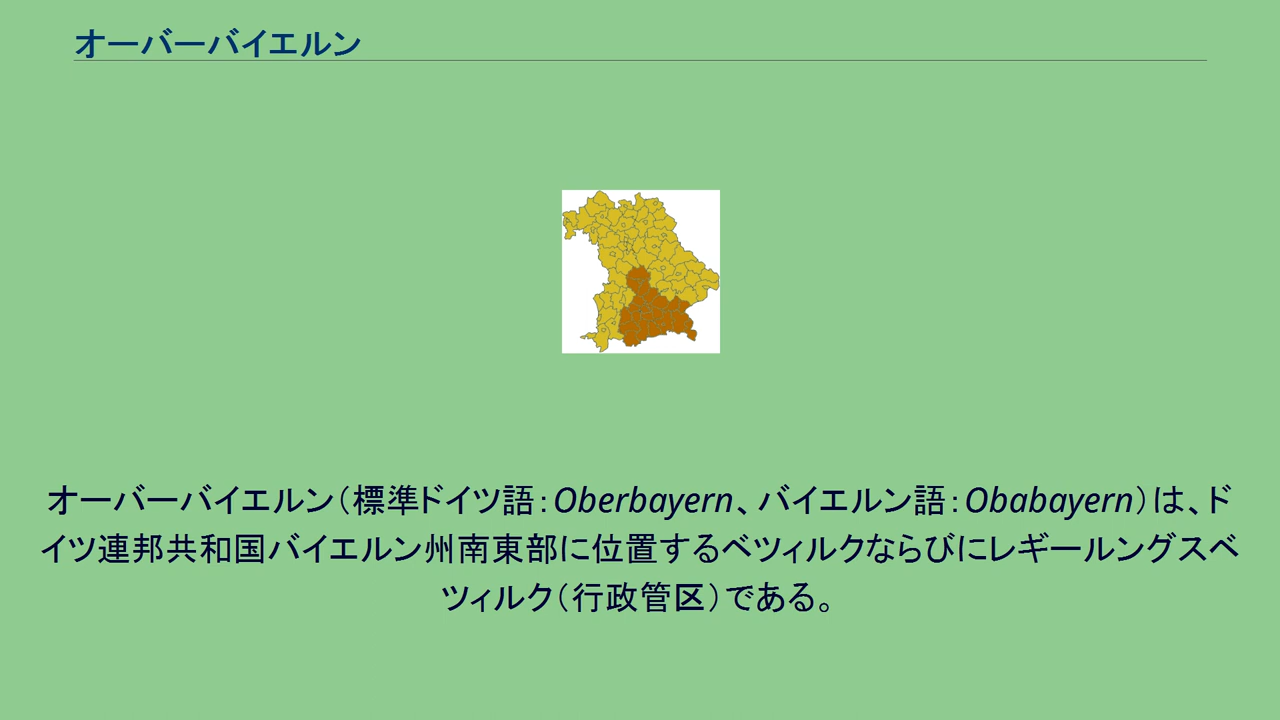 オーバーバイエルン
オーバーバイエルン（標準ドイツ語：Oberbayern、バイエルン語：Obabayern）は、ド
イツ連邦共和国バイエルン州南東部に位置するベツィルクならびにレギールングスベ
ツィルク（行政管区）である。